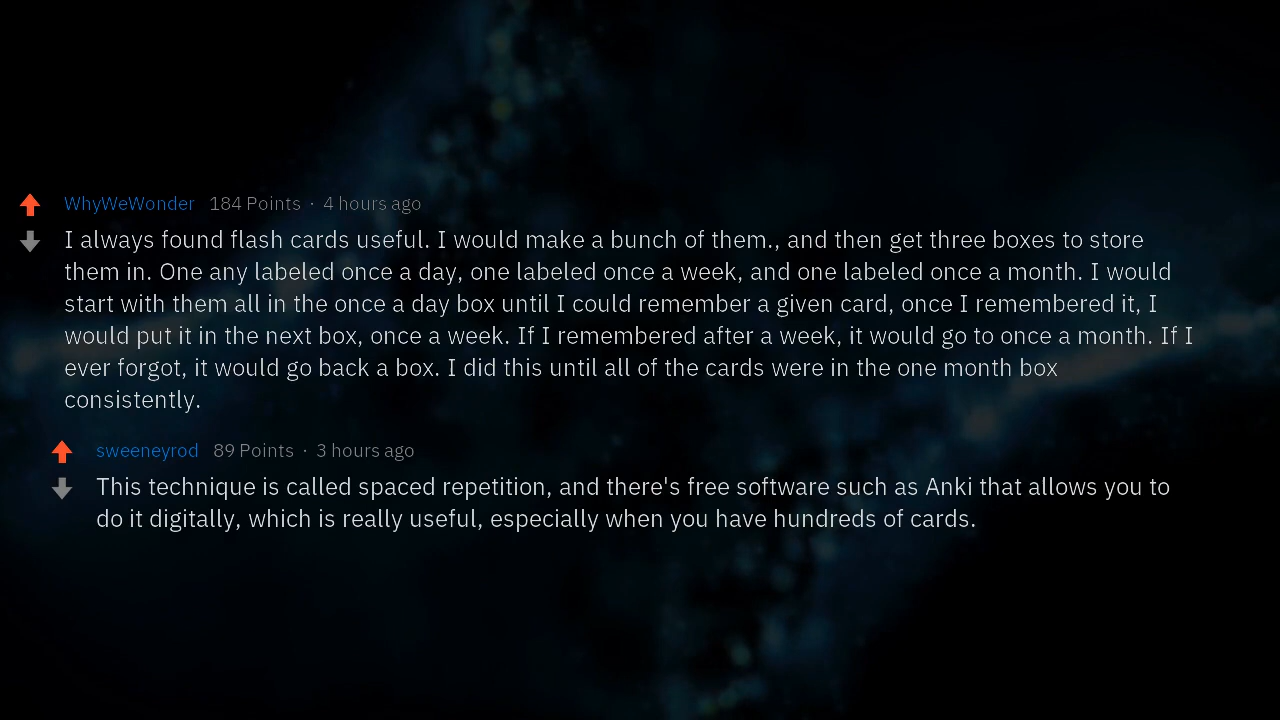 WhyWeWonder 184 Points · 4 hours ago
I always found flash cards useful. I would make a bunch of them., and then get three boxes to store
them in. One any labeled once a day, one labeled once a week, and one labeled once a month. I would
start with them all in the once a day box until I could remember a given card, once I remembered it, I
would put it in the next box, once a week. If I remembered after a week, it would go to once a month. If I
ever forgot, it would go back a box. I did this until all of the cards were in the one month box
consistently.
sweeneyrod 89 Points · 3 hours ago
This technique is called spaced repetition, and there's free software such as Anki that allows you to
do it digitally, which is really useful, especially when you have hundreds of cards.